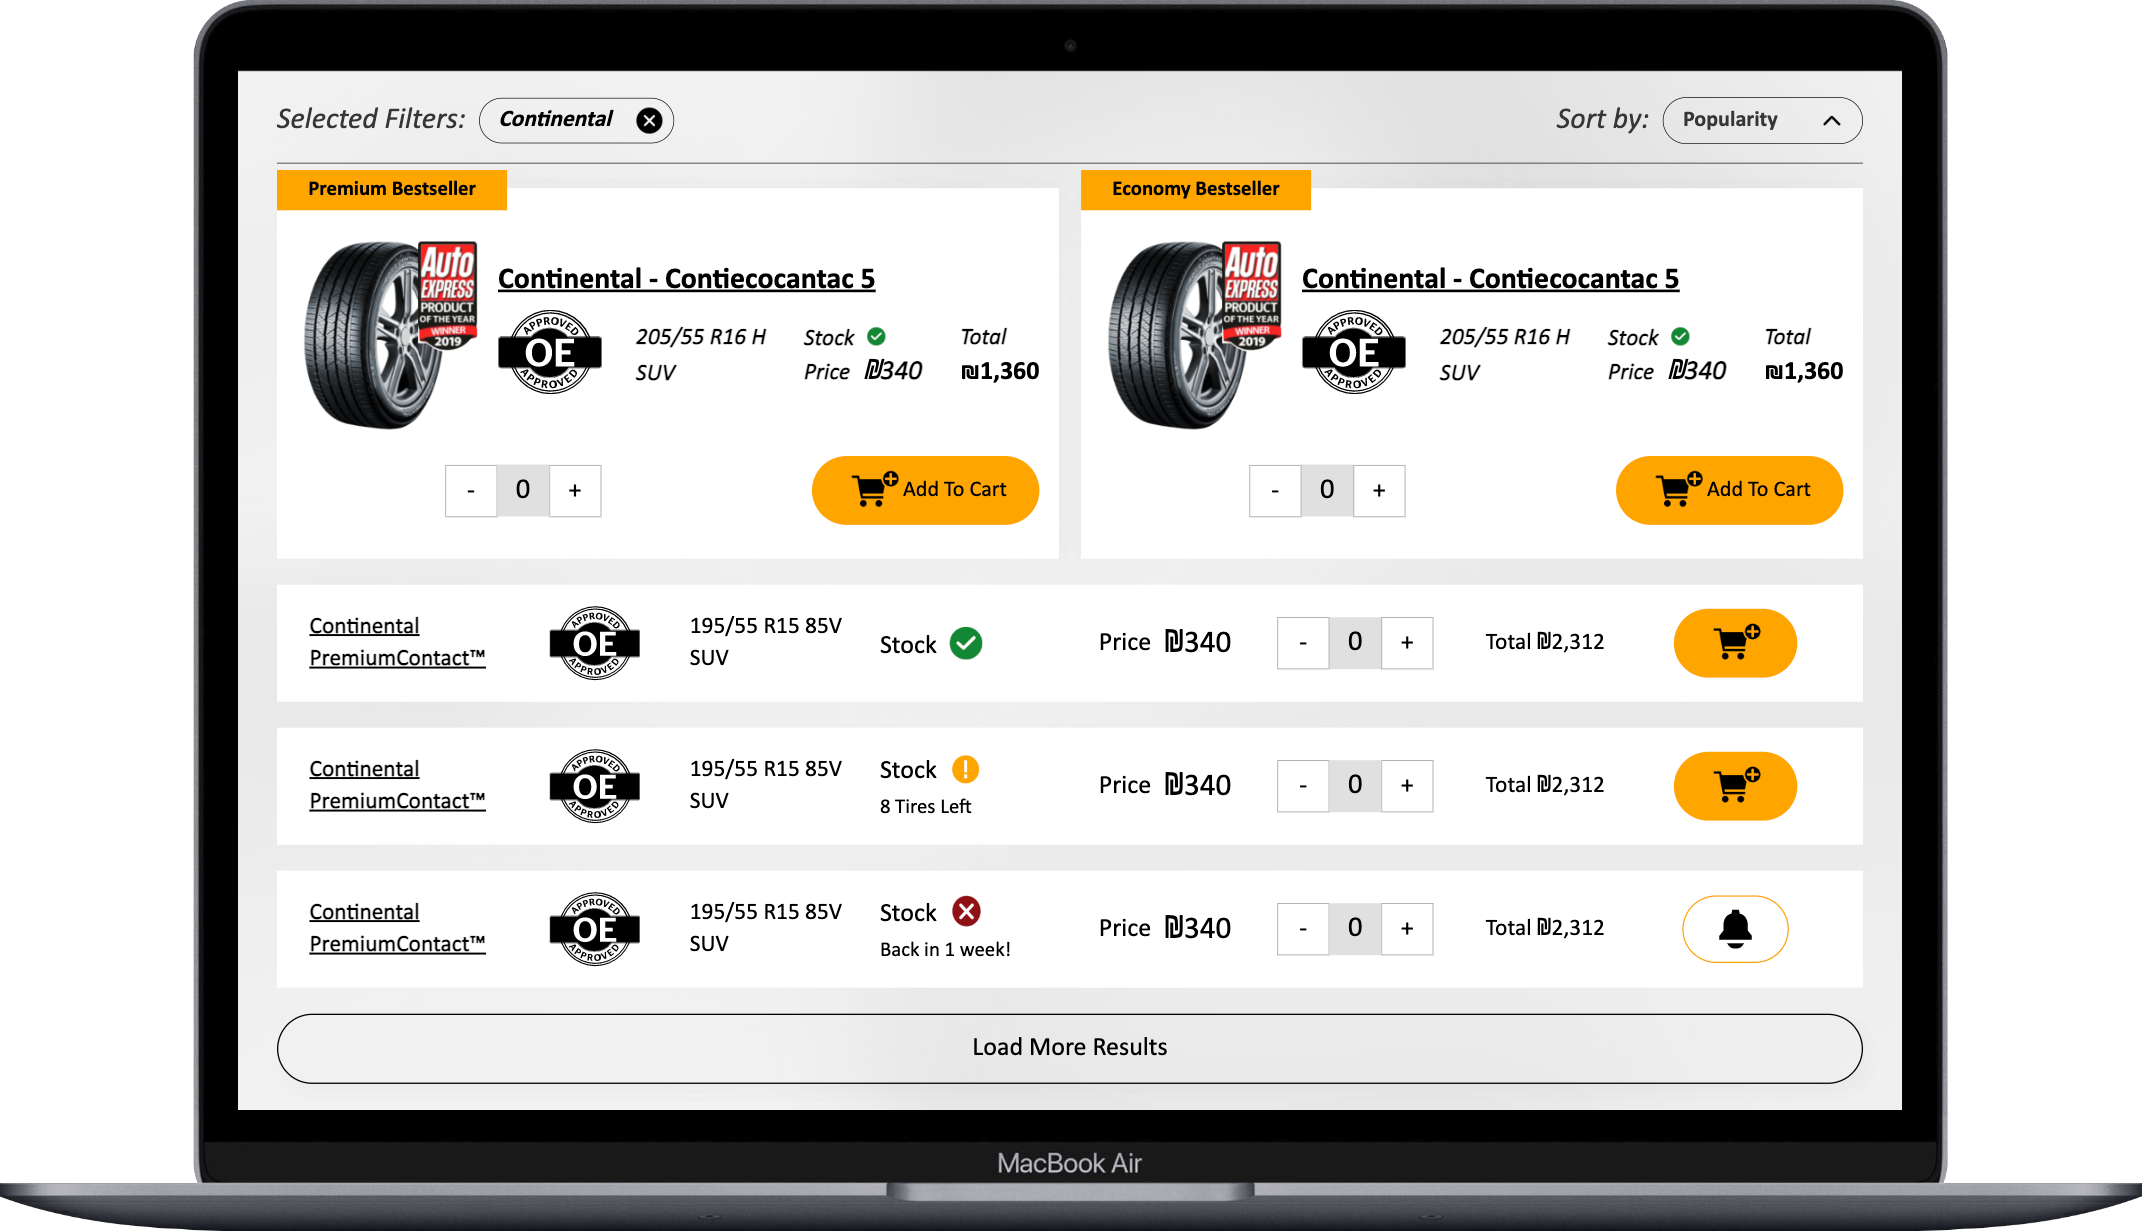 Selected Filters: Continental
Sort by: Popularity
Premium Bestseller
Auto
EXPRESS
PRODUCT
OF THE YEAR
WINNER
2019
Continental - Contiecocantac 5
APPROVED
OE
APPROVED
205/55 R16 H
SUV
Stock
Price ₪340
Total
₪1,360
- 0 +
Add To Cart
Economy Bestseller
Auto
EXPRESS
PRODUCT
OF THE YEAR
WINNER
2019
Continental - Contiecocantac 5
APPROVED
OE
APPROVED
205/55 R16 H
SUV
Stock
Price ₪340
Total
₪1,360
- 0 +
Add To Cart
Continental
PremiumContact™
APPROVED
OE
APPROVED
195/55 R15 85V
SUV
Stock
Price ₪340
- 0 +
Total ₪2,312
Continental
PremiumContact™
APPROVED
OE
APPROVED
195/55 R15 85V
SUV
Stock
8 Tires Left
Price ₪340
- 0 +
Total ₪2,312
Continental
PremiumContact™
APPROVED
OE
APPROVED
195/55 R15 85V
SUV
Stock
Back in 1 week!
Price ₪340
- 0 +
Total ₪2,312
Load More Results
MacBook Air